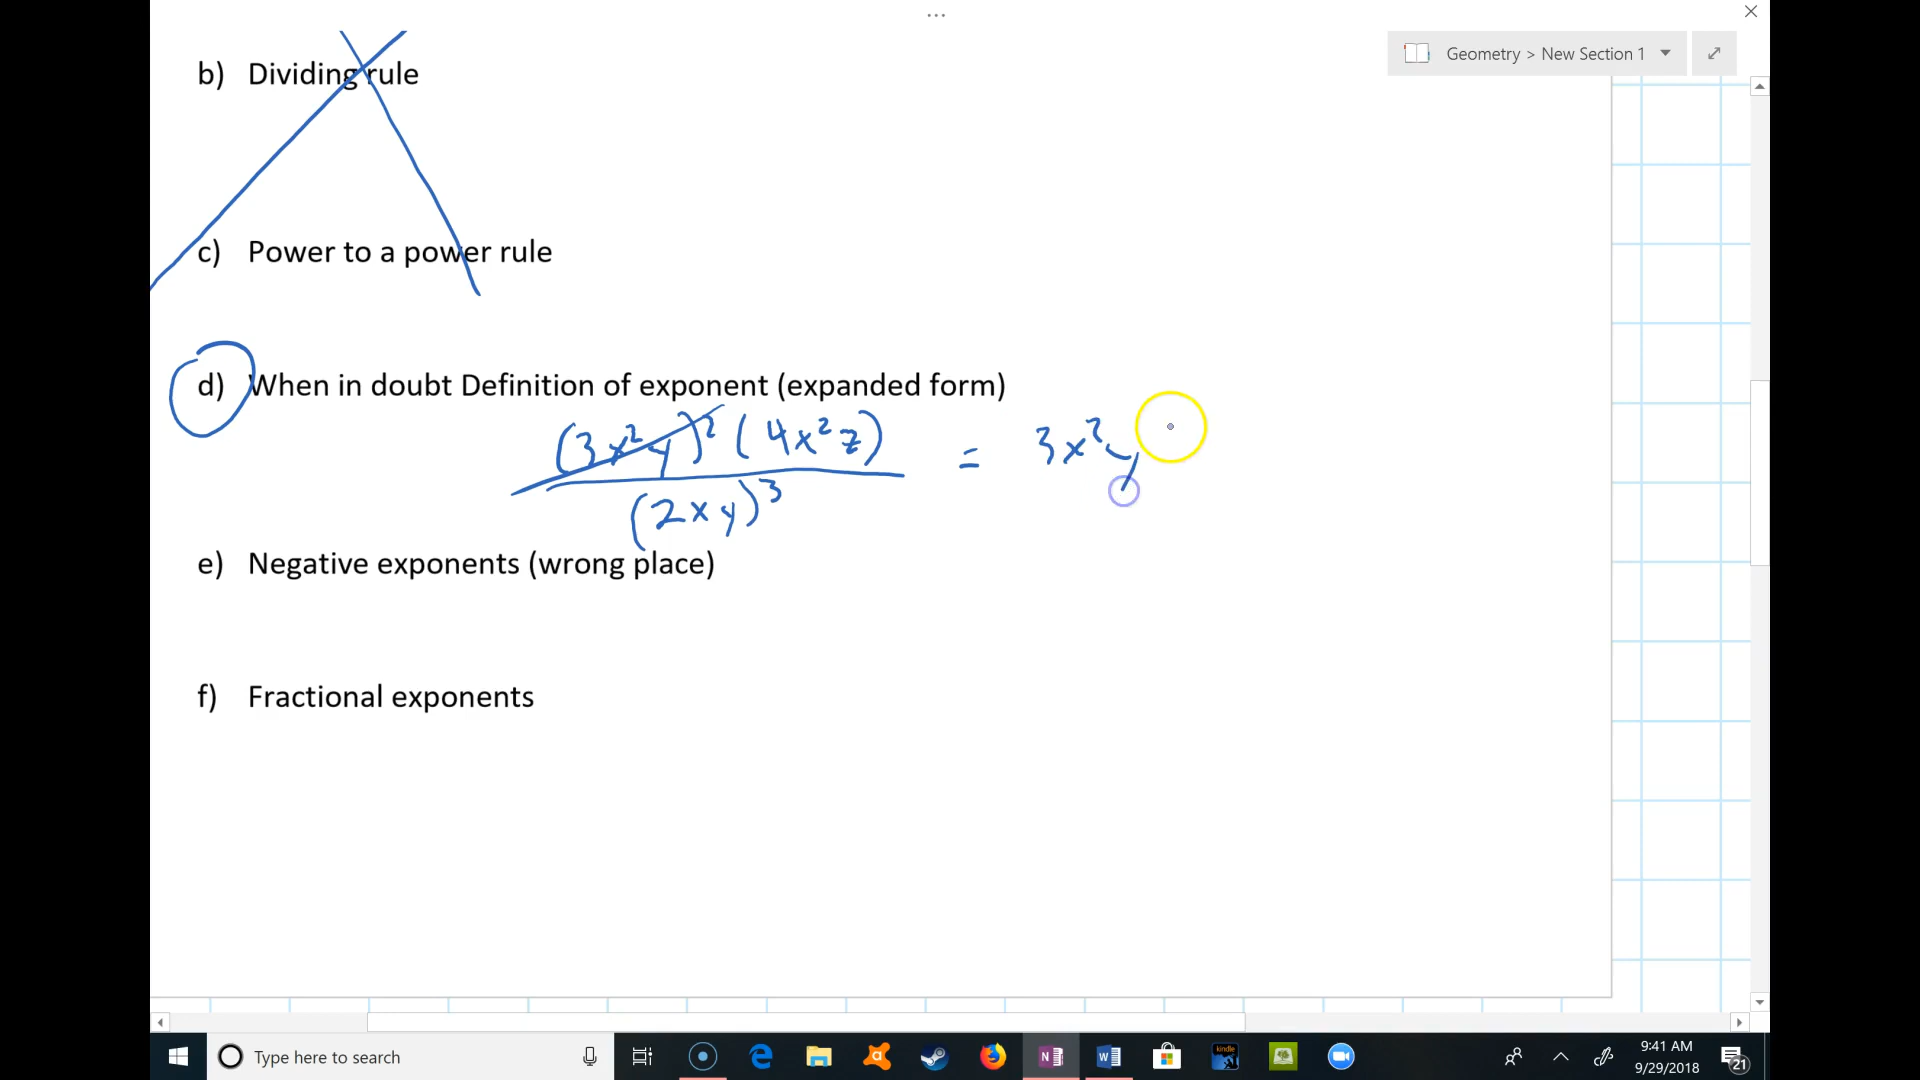 ...
Geometry > New Section 1
b) Dividing rule
c) Power to a power rule
d) When in doubt Definition of exponent (expanded form)
(3x²y)² (4x²z) = 3x²y
(2xy)³
e) Negative exponents (wrong place)
f) Fractional exponents
Type here to search
N
W
kindle
9:41 AM
9/29/2018
21